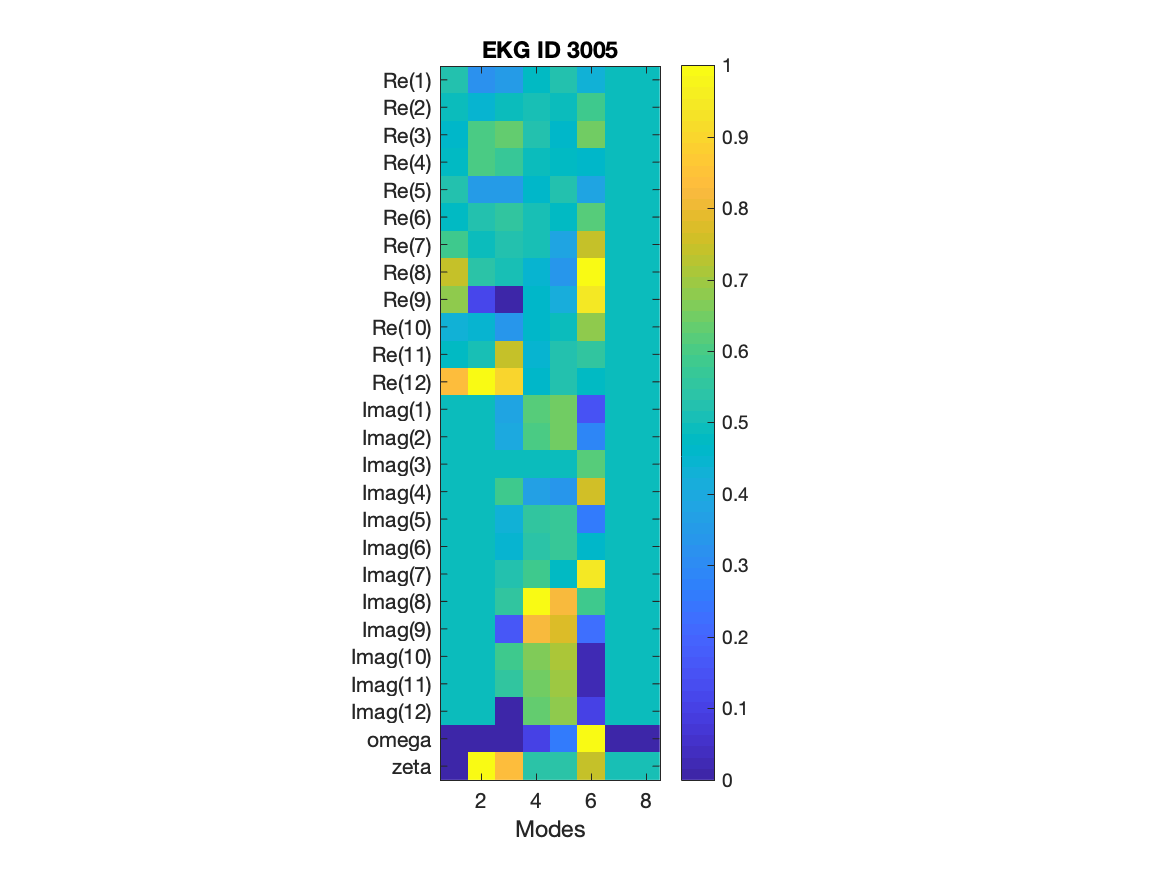 EKG ID 3005
Re(1)
Re(2)
Re(3)
Re(4)
Re(5)
Re(6)
Re(7)
Re(8)
Re(9)
Re(10)
Re(11)
Re(12)
Imag(1)
Imag(2)
Imag(3)
Imag(4)
Imag(5)
Imag(6)
Imag(7)
Imag(8)
Imag(9)
Imag(10)
Imag(11)
Imag(12)
omega
zeta
2 4 6 8
Modes
1
0.9
0.8
0.7
0.6
0.5
0.4
0.3
0.2
0.1
0